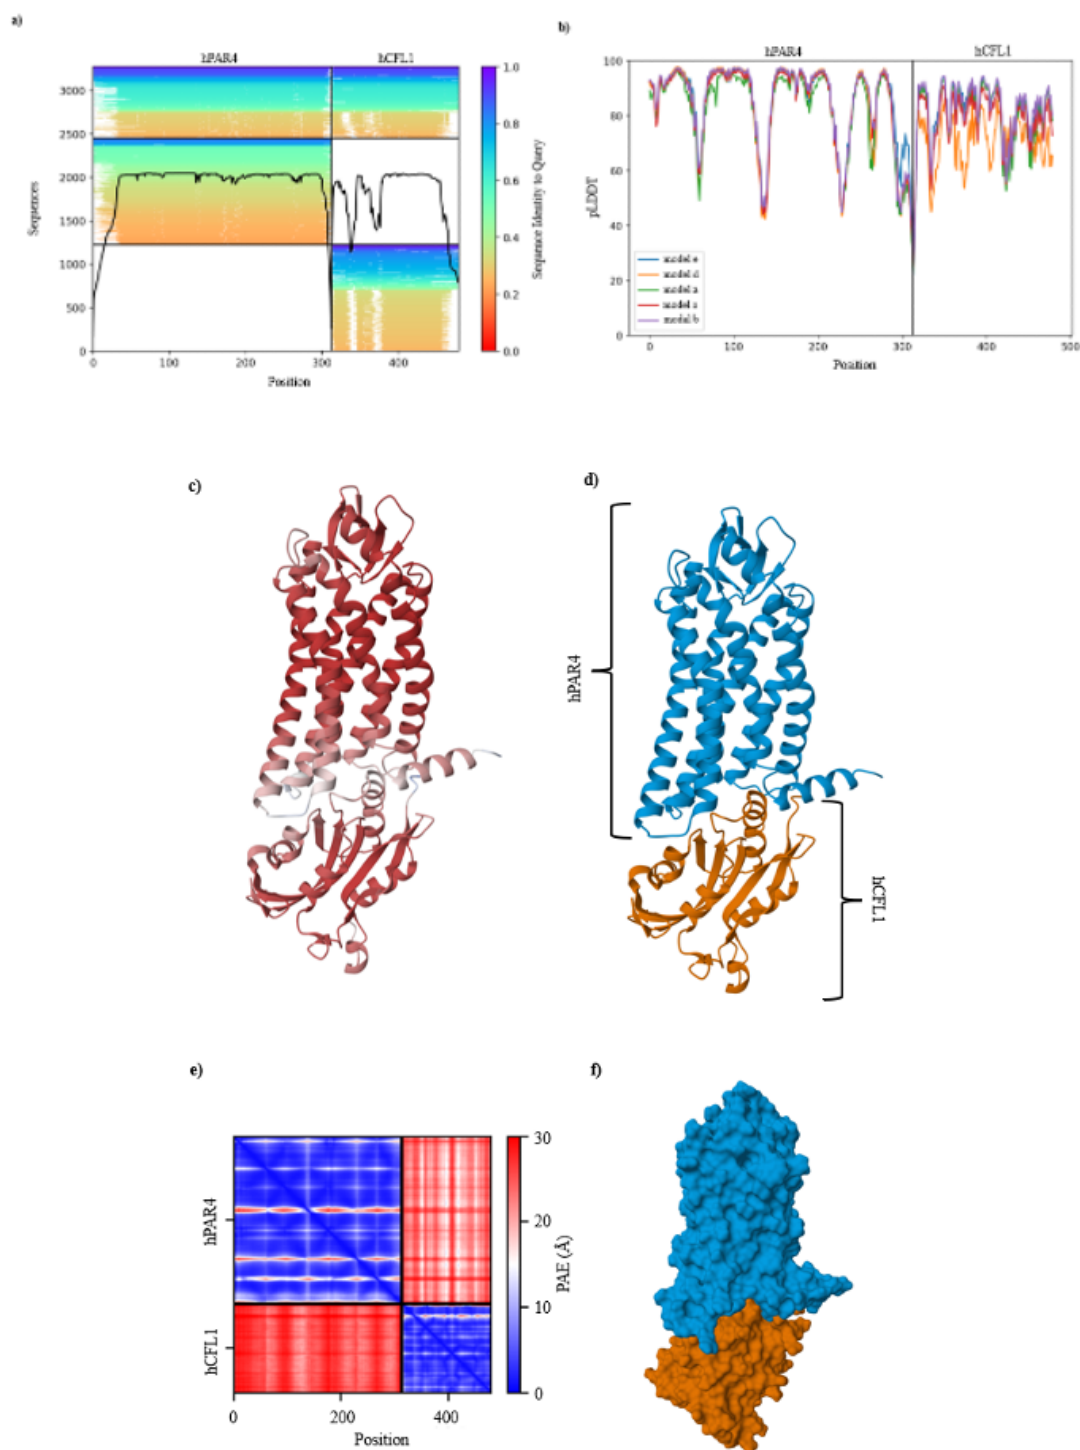 a)
hPAR4
hCFL1
3000
2500
2000
1500
1000
500
0
Sequences
0
100
200
300
400
Position
1.0
0.8
0.6
0.4
0.2
0.0
Sequence Identity to Query
b)
hPAR4
hCFL1
100
80
60
40
20
0
pLDDT
model e
model d
model a
model c
model b
0
100
200
300
400
500
Position
c)
d)
hPAR4
hCFL1
e)
hPAR4
hCFL1
0
200
400
Position
30
20
10
0
PAE (Å)
f)